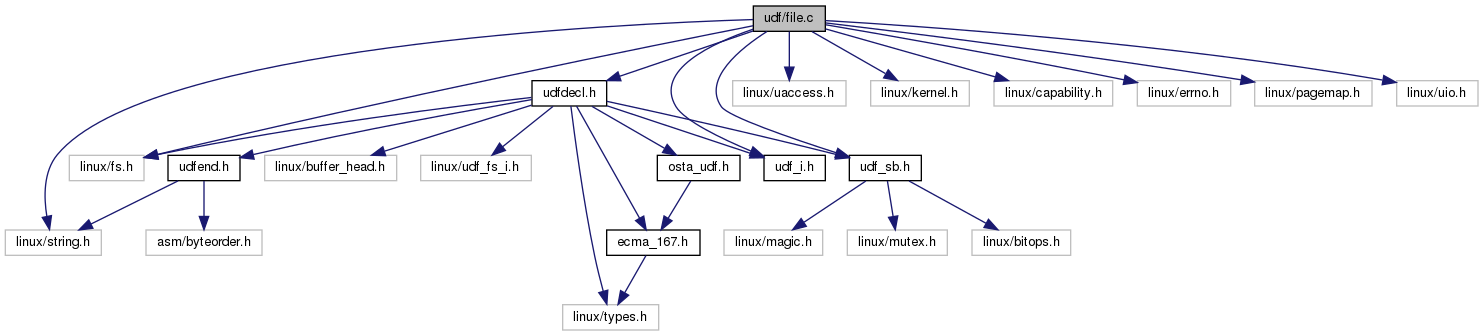 udf/file.c
udfdecl.h
linux/uaccess.h
linux/kernel.h
linux/capability.h
linux/errno.h
linux/pagemap.h
linux/uio.h
linux/fs.h
udfend.h
linux/buffer_head.h
linux/udf_fs_i.h
osta_udf.h
udf_i.h
udf_sb.h
linux/string.h
asm/byteorder.h
ecma_167.h
linux/magic.h
linux/mutex.h
linux/bitops.h
linux/types.h